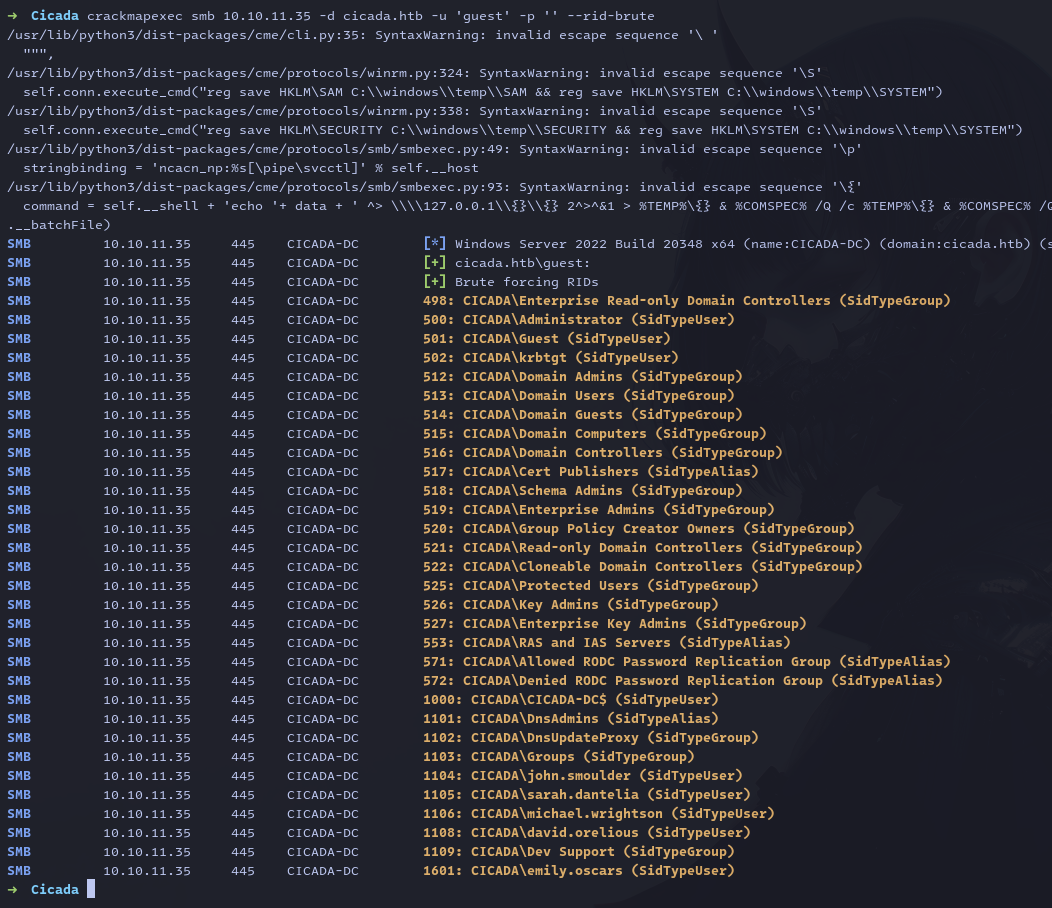 → Cicada crackmapexec smb 10.10.11.35 -d cicada.htb -u 'guest' -p '' --rid-brute
/usr/lib/python3/dist-packages/cme/cli.py:35: SyntaxWarning: invalid escape sequence '\ '
  """,
/usr/lib/python3/dist-packages/cme/protocols/winrm.py:324: SyntaxWarning: invalid escape sequence '\S'
  self.conn.execute_cmd("reg save HKLM\SAM C:\\windows\\temp\\SAM && reg save HKLM\SYSTEM C:\\windows\\temp\\SYSTEM")
/usr/lib/python3/dist-packages/cme/protocols/winrm.py:338: SyntaxWarning: invalid escape sequence '\S'
  self.conn.execute_cmd("reg save HKLM\SECURITY C:\\windows\\temp\\SECURITY && reg save HKLM\SYSTEM C:\\windows\\temp\\SYSTEM")
/usr/lib/python3/dist-packages/cme/protocols/smb/smbexec.py:49: SyntaxWarning: invalid escape sequence '\p'
  stringbinding = 'ncacn_np:%s[\pipe\svcctl]' % self.__host
/usr/lib/python3/dist-packages/cme/protocols/smb/smbexec.py:93: SyntaxWarning: invalid escape sequence '\{'
  command = self.__shell + 'echo '+ data + ' ^> \\\\127.0.0.1\\{}\\{} 2^>^&1 > %TEMP%\{} & %COMSPEC% /Q /c %TEMP%\{} & %COMSPEC% /Q
.__batchFile)
SMB 10.10.11.35 445 CICADA-DC [*] Windows Server 2022 Build 20348 x64 (name:CICADA-DC) (domain:cicada.htb) (s
SMB 10.10.11.35 445 CICADA-DC [+] cicada.htb\guest:
SMB 10.10.11.35 445 CICADA-DC [+] Brute forcing RIDs
SMB 10.10.11.35 445 CICADA-DC 498: CICADA\Enterprise Read-only Domain Controllers (SidTypeGroup)
SMB 10.10.11.35 445 CICADA-DC 500: CICADA\Administrator (SidTypeUser)
SMB 10.10.11.35 445 CICADA-DC 501: CICADA\Guest (SidTypeUser)
SMB 10.10.11.35 445 CICADA-DC 502: CICADA\krbtgt (SidTypeUser)
SMB 10.10.11.35 445 CICADA-DC 512: CICADA\Domain Admins (SidTypeGroup)
SMB 10.10.11.35 445 CICADA-DC 513: CICADA\Domain Users (SidTypeGroup)
SMB 10.10.11.35 445 CICADA-DC 514: CICADA\Domain Guests (SidTypeGroup)
SMB 10.10.11.35 445 CICADA-DC 515: CICADA\Domain Computers (SidTypeGroup)
SMB 10.10.11.35 445 CICADA-DC 516: CICADA\Domain Controllers (SidTypeGroup)
SMB 10.10.11.35 445 CICADA-DC 517: CICADA\Cert Publishers (SidTypeAlias)
SMB 10.10.11.35 445 CICADA-DC 518: CICADA\Schema Admins (SidTypeGroup)
SMB 10.10.11.35 445 CICADA-DC 519: CICADA\Enterprise Admins (SidTypeGroup)
SMB 10.10.11.35 445 CICADA-DC 520: CICADA\Group Policy Creator Owners (SidTypeGroup)
SMB 10.10.11.35 445 CICADA-DC 521: CICADA\Read-only Domain Controllers (SidTypeGroup)
SMB 10.10.11.35 445 CICADA-DC 522: CICADA\Cloneable Domain Controllers (SidTypeGroup)
SMB 10.10.11.35 445 CICADA-DC 525: CICADA\Protected Users (SidTypeGroup)
SMB 10.10.11.35 445 CICADA-DC 526: CICADA\Key Admins (SidTypeGroup)
SMB 10.10.11.35 445 CICADA-DC 527: CICADA\Enterprise Key Admins (SidTypeGroup)
SMB 10.10.11.35 445 CICADA-DC 553: CICADA\RAS and IAS Servers (SidTypeAlias)
SMB 10.10.11.35 445 CICADA-DC 571: CICADA\Allowed RODC Password Replication Group (SidTypeAlias)
SMB 10.10.11.35 445 CICADA-DC 572: CICADA\Denied RODC Password Replication Group (SidTypeAlias)
SMB 10.10.11.35 445 CICADA-DC 1000: CICADA\CICADA-DC$ (SidTypeUser)
SMB 10.10.11.35 445 CICADA-DC 1101: CICADA\DnsAdmins (SidTypeAlias)
SMB 10.10.11.35 445 CICADA-DC 1102: CICADA\DnsUpdateProxy (SidTypeGroup)
SMB 10.10.11.35 445 CICADA-DC 1103: CICADA\Groups (SidTypeGroup)
SMB 10.10.11.35 445 CICADA-DC 1104: CICADA\john.smoulder (SidTypeUser)
SMB 10.10.11.35 445 CICADA-DC 1105: CICADA\sarah.dantelia (SidTypeUser)
SMB 10.10.11.35 445 CICADA-DC 1106: CICADA\michael.wrightson (SidTypeUser)
SMB 10.10.11.35 445 CICADA-DC 1108: CICADA\david.orelious (SidTypeUser)
SMB 10.10.11.35 445 CICADA-DC 1109: CICADA\Dev Support (SidTypeGroup)
SMB 10.10.11.35 445 CICADA-DC 1601: CICADA\emily.oscars (SidTypeUser)
→ Cicada